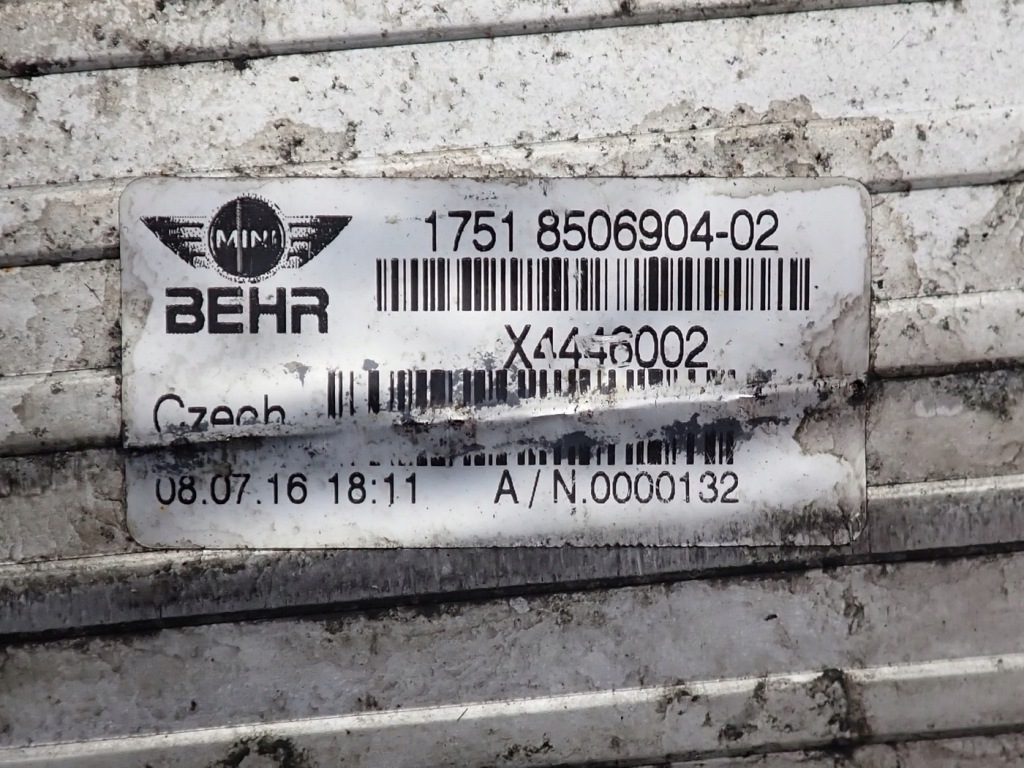 MINI
BEHR
1751 8506904-02
X4446002
Czech
08.07.16 18:11 A / N.0000132